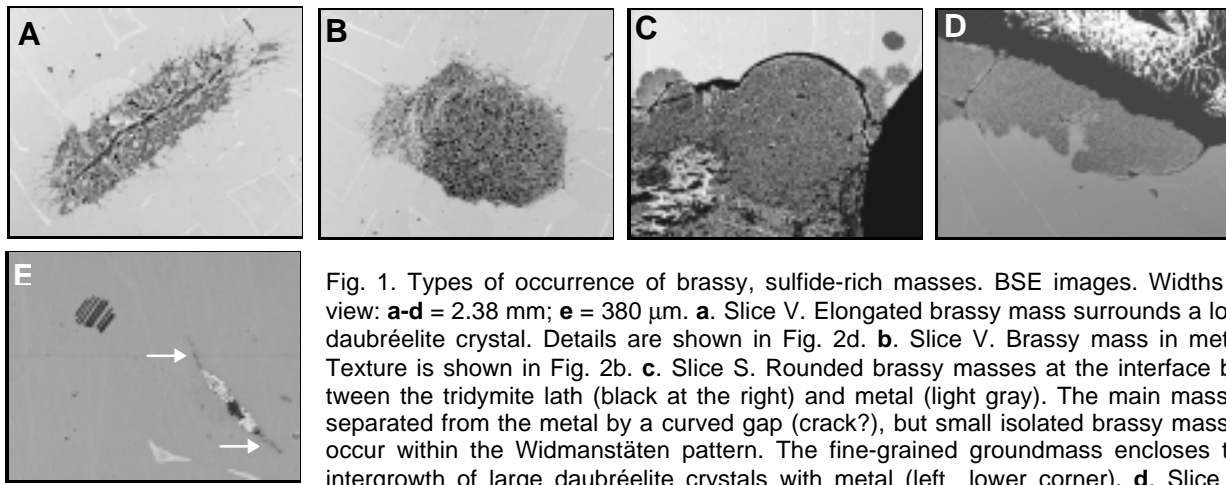 A
B
C
D
E
Fig. 1. Types of occurrence of brassy, sulfide-rich masses. BSE images. Widths
view: a-d = 2.38 mm; e = 380 μm. a. Slice V. Elongated brassy mass surrounds a lo
daubréelite crystal. Details are shown in Fig. 2d. b. Slice V. Brassy mass in met
Texture is shown in Fig. 2b. c. Slice S. Rounded brassy masses at the interface b
tween the tridymite lath (black at the right) and metal (light gray). The main mass
separated from the metal by a curved gap (crack?), but small isolated brassy mass
occur within the Widmanstäten pattern. The fine-grained groundmass encloses t
intergrowth of large daubréelite crystals with metal (left lower corner). d. Slice